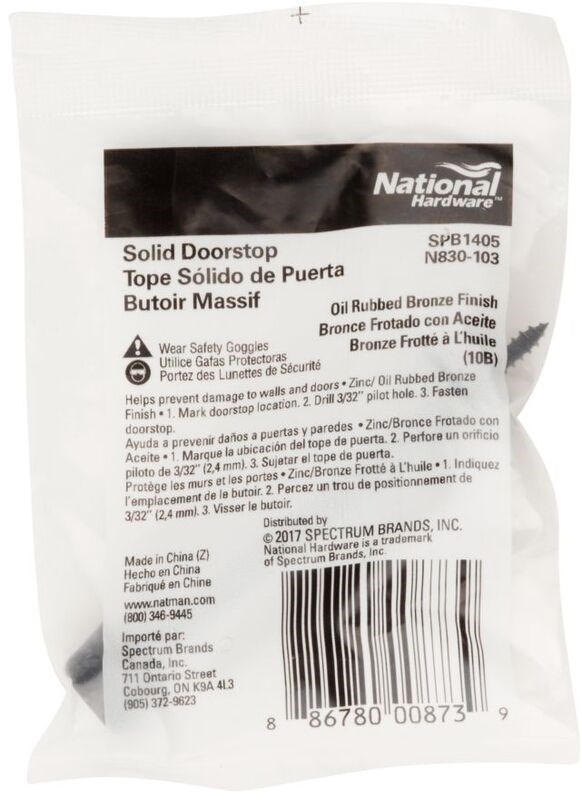 National
Hardware™
SPB1405
N830-103
Solid Doorstop
Tope Sólido de Puerta
Butoir Massif
Oil Rubbed Bronze Finish
Bronce Frotado con Aceite
Bronze Frotté à L'huile
(10B)
Wear Safety Goggles
Utilice Gafas Protectoras
Portez des Lunettes de Sécurité
Helps prevent damage to walls and doors • Zinc/ Oil Rubbed Bronze
Finish • 1. Mark doorstop location. 2. Drill 3/32" pilot hole. 3. Fasten
doorstop.
Ayuda a prevenir daños a puertas y paredes • Zinc/Bronce Frotado con
Aceite • 1. Marque la ubicación del tope de puerta. 2. Perfore un orificio
piloto de 3/32" (2,4 mm). 3. Sujetar el tope de puerta.
Protège les murs et les portes • Zinc/Bronze Frotté à L'huile • 1. Indiquez
l'emplacement de le butoir. 2. Percez un trou de positionnement de
3/32" (2,4 mm). 3. Visser le butoir.
Distributed by
© 2017 SPECTRUM BRANDS, INC.
National Hardware is a trademark
of Spectrum Brands, Inc.
Made in China (Z)
Hecho en China
Fabriqué en Chine
www.natman.com
(800) 346-9445
Importé par:
Spectrum Brands
Canada, Inc.
711 Ontario Street
Cobourg, ON K9A 4L3
(905) 372-9623
8 86780 00873 9